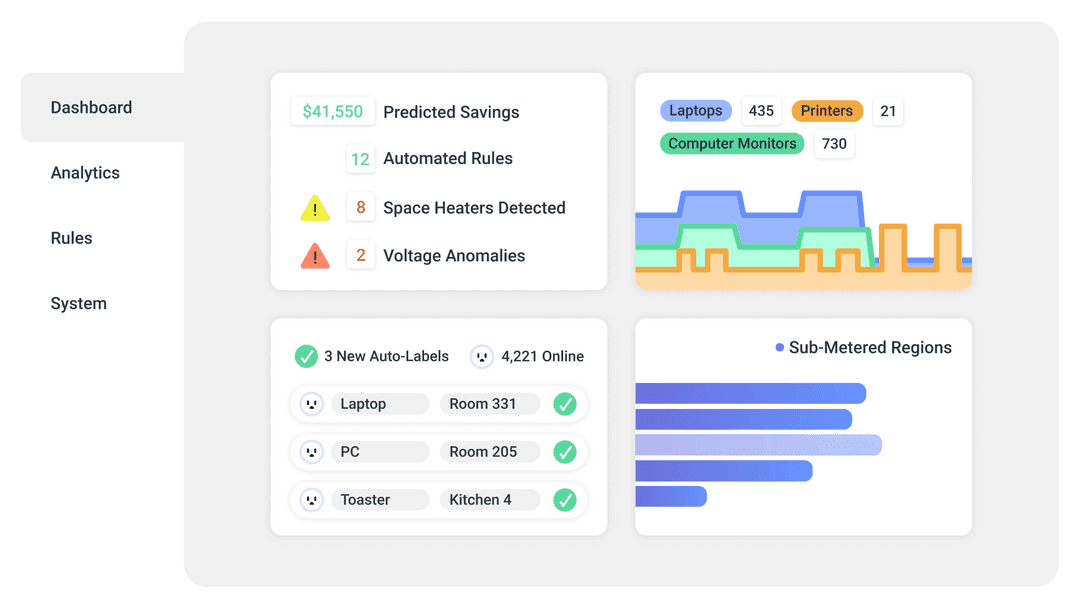 Dashboard
Analytics
Rules
System
$41,550 Predicted Savings
12 Automated Rules
! 8 Space Heaters Detected
! 2 Voltage Anomalies
Laptops 435 Printers 21
Computer Monitors 730
3 New Auto-Labels 4,221 Online
Laptop Room 331
PC Room 205
Toaster Kitchen 4
Sub-Metered Regions